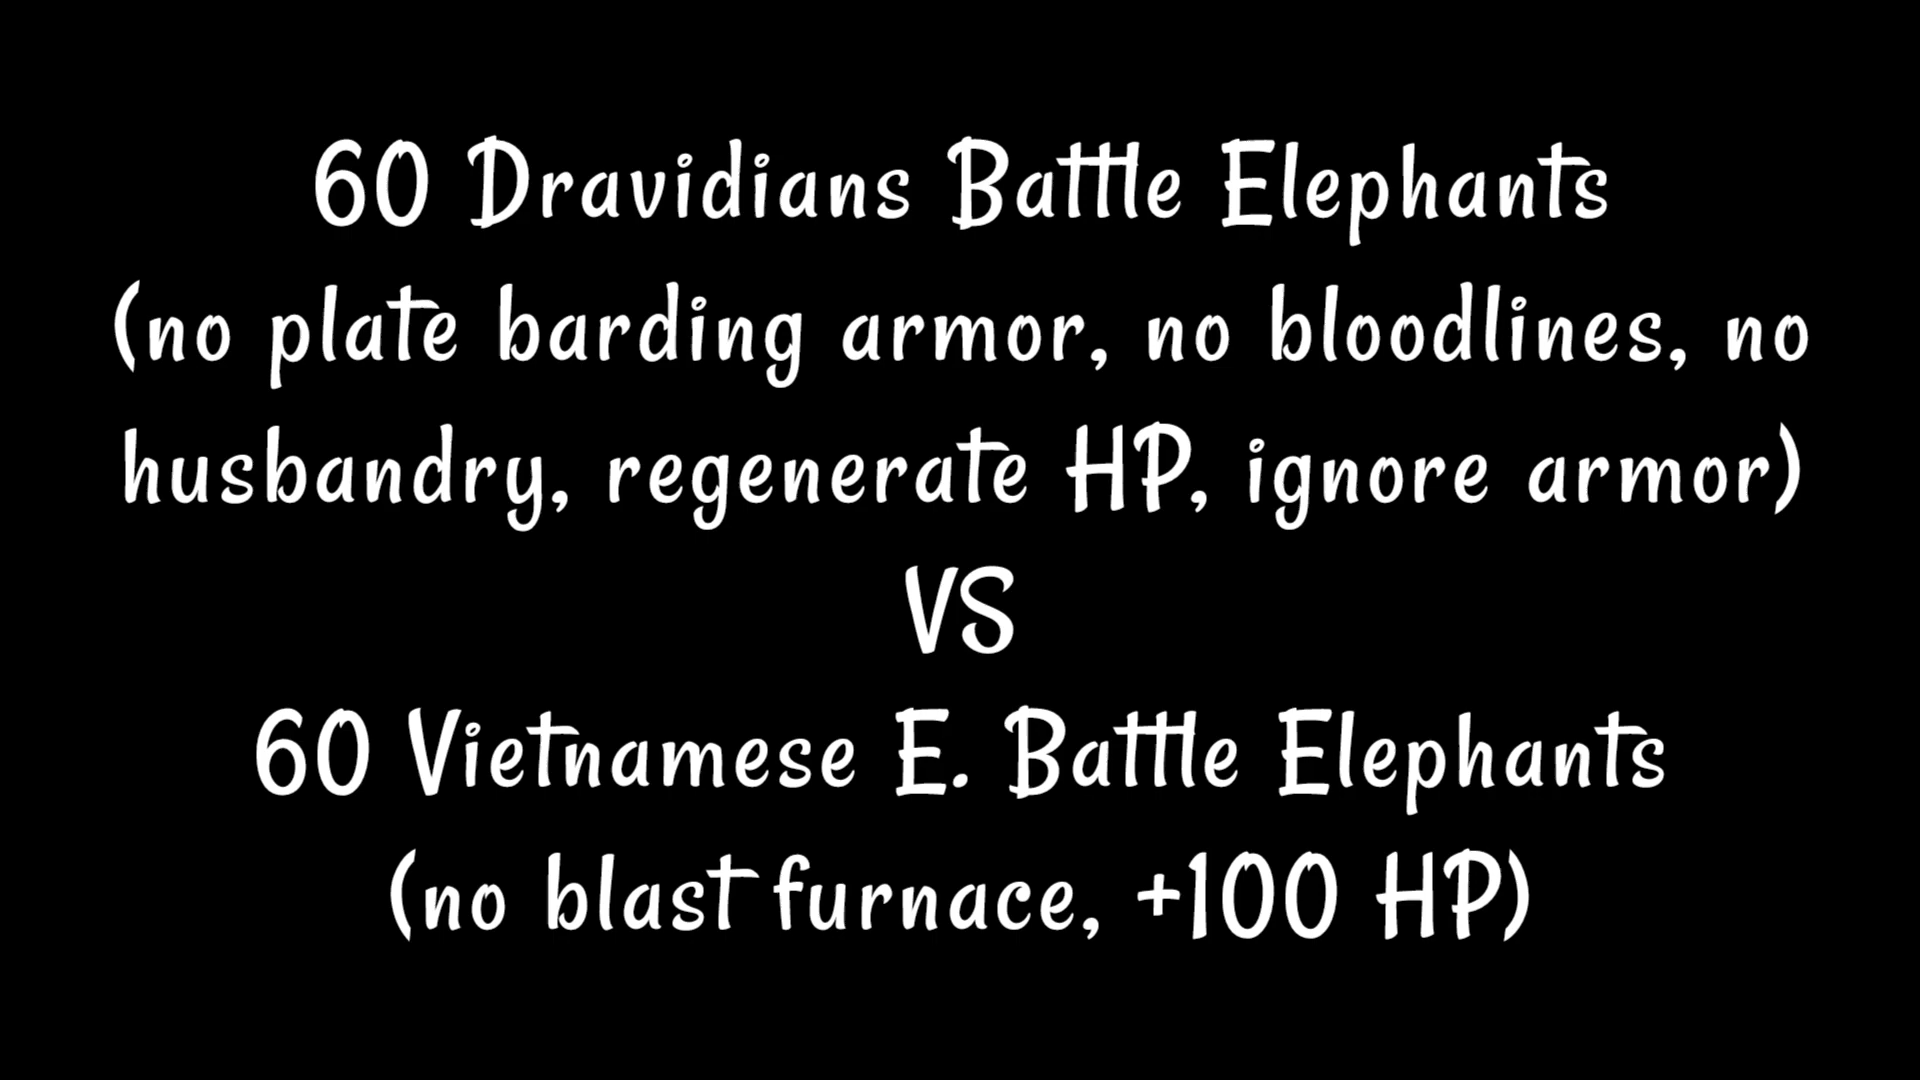 60 Dravidians Battle Elephants
(no plate barding armor, no bloodlines, no
husbandry, regenerate HP, ignore armor)
VS
60 Vietnamese E. Battle Elephants
(no blast furnace, +100 HP)